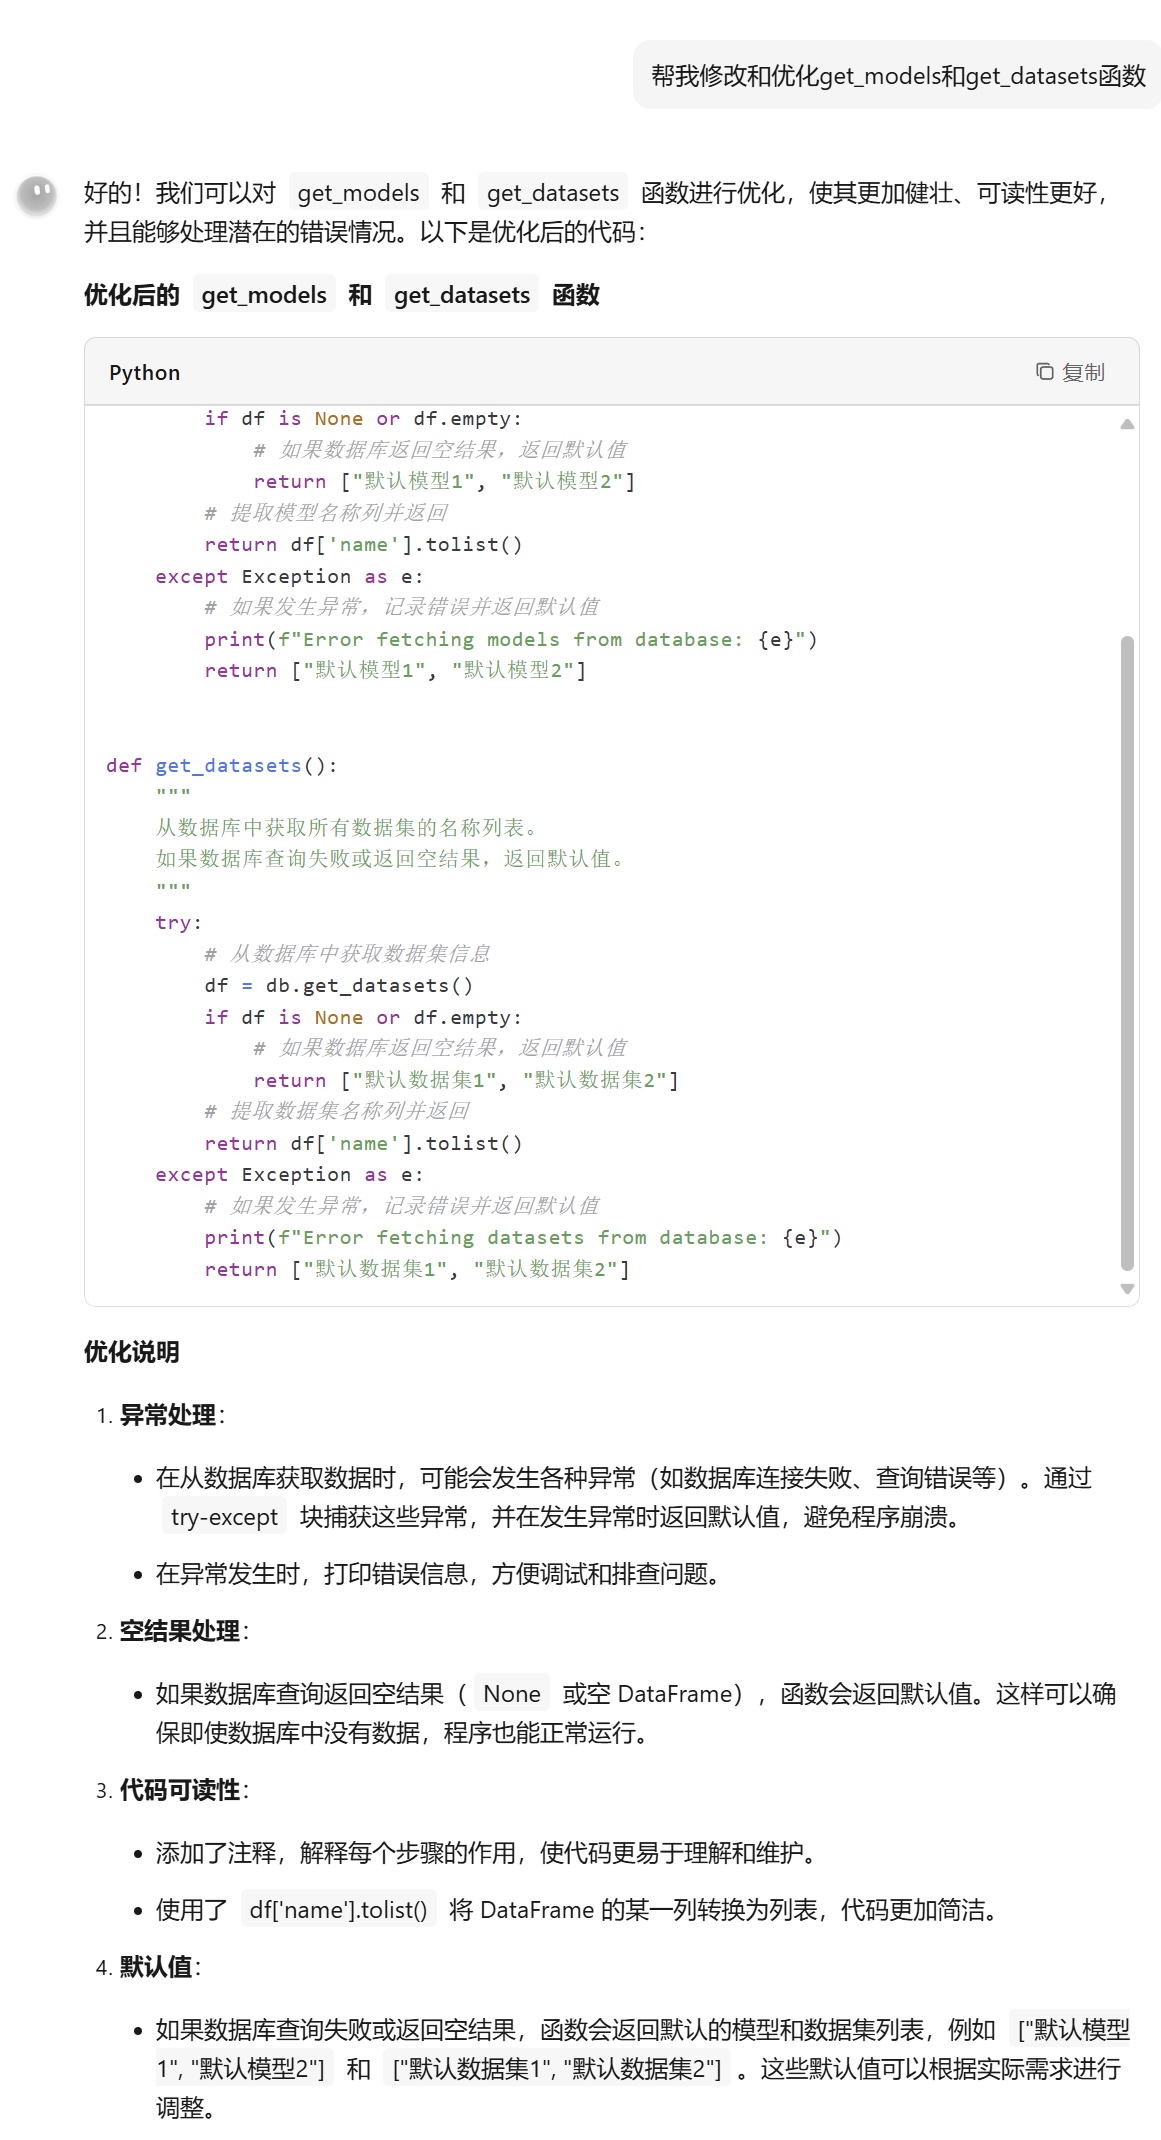 帮我修改和优化get_models和get_datasets函数
好的！我们可以对 get_models 和 get_datasets 函数进行优化，使其更加健壮、可读性更好，
并且能够处理潜在的错误情况。以下是优化后的代码：
优化后的 get_models 和 get_datasets 函数
Python 复制
        if df is None or df.empty:
            # 如果数据库返回空结果，返回默认值
            return ["默认模型1", "默认模型2"]
        # 提取模型名称列并返回
        return df['name'].tolist()
    except Exception as e:
        # 如果发生异常，记录错误并返回默认值
        print(f"Error fetching models from database: {e}")
        return ["默认模型1", "默认模型2"]
def get_datasets():
    """
    从数据库中获取所有数据集的名称列表。
    如果数据库查询失败或返回空结果，返回默认值。
    """
    try:
        # 从数据库中获取数据集信息
        df = db.get_datasets()
        if df is None or df.empty:
            # 如果数据库返回空结果，返回默认值
            return ["默认数据集1", "默认数据集2"]
        # 提取数据集名称列并返回
        return df['name'].tolist()
    except Exception as e:
        # 如果发生异常，记录错误并返回默认值
        print(f"Error fetching datasets from database: {e}")
        return ["默认数据集1", "默认数据集2"]
优化说明
1. 异常处理：
• 在从数据库获取数据时，可能会发生各种异常（如数据库连接失败、查询错误等）。通过
try-except 块捕获这些异常，并在发生异常时返回默认值，避免程序崩溃。
• 在异常发生时，打印错误信息，方便调试和排查问题。
2. 空结果处理：
• 如果数据库查询返回空结果（ None 或空 DataFrame），函数会返回默认值。这样可以确
保即使数据库中没有数据，程序也能正常运行。
3. 代码可读性：
• 添加了注释，解释每个步骤的作用，使代码更易于理解和维护。
• 使用了 df['name'].tolist() 将 DataFrame 的某一列转换为列表，代码更加简洁。
4. 默认值：
• 如果数据库查询失败或返回空结果，函数会返回默认的模型和数据集列表，例如 ["默认模型
1", "默认模型2"] 和 ["默认数据集1", "默认数据集2"] 。这些默认值可以根据实际需求进行
调整。